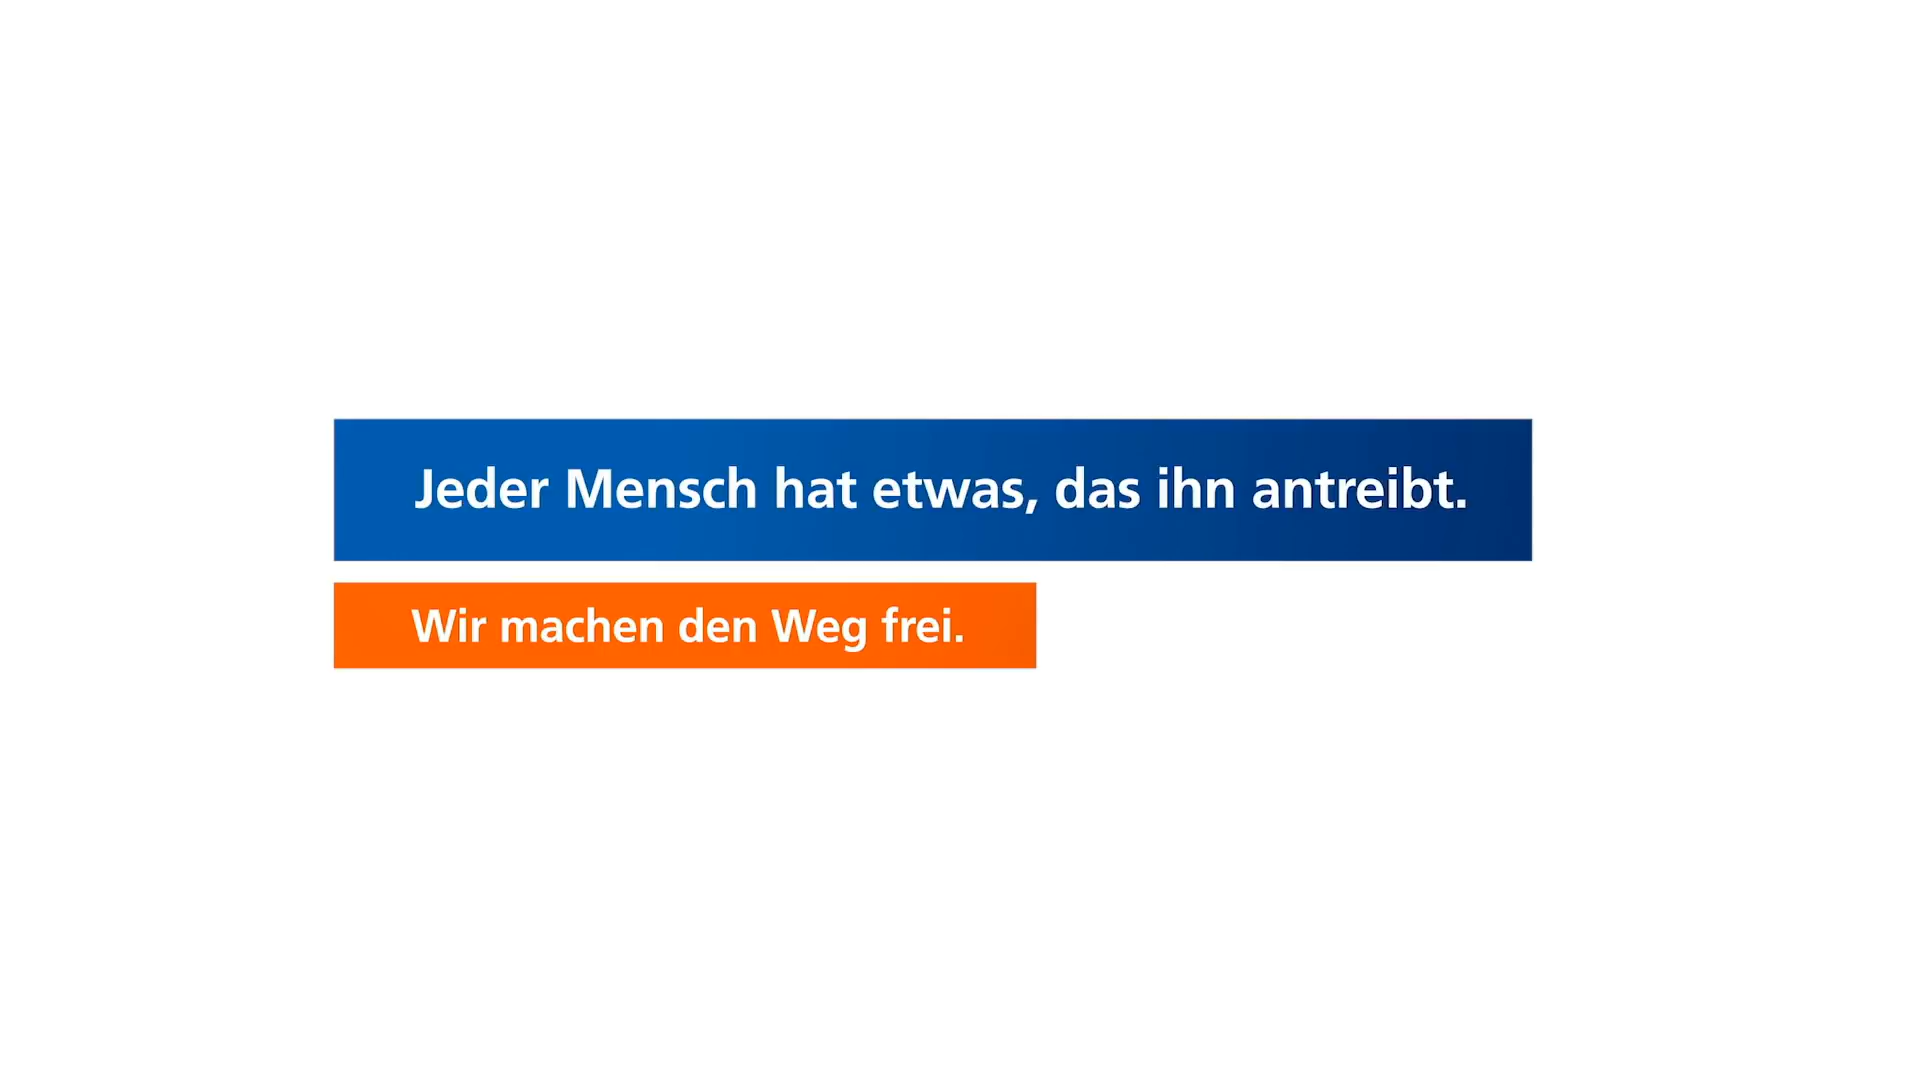 Jeder Mensch hat etwas, das ihn antreibt.
Wir machen den Weg frei.